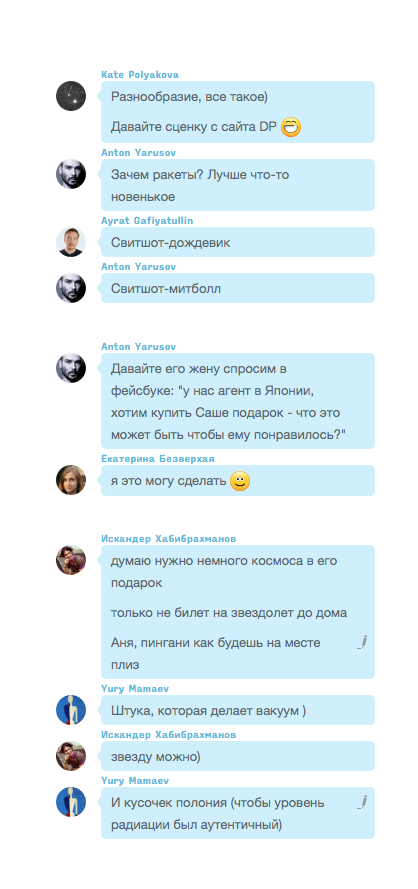 Kate Polyakova
Разнообразие, все такое)
Давайте сценку с сайта DP
Anton Yarusov
Зачем ракеты? Лучше что-то
новенькое
Ayrat Gafiyatullin
Свитшот-дождевик
Anton Yarusov
Свитшот-митболл
Anton Yarusov
Давайте его жену спросим в
фейсбуке: "у нас агент в Японии,
хотим купить Саше подарок - что это
может быть чтобы ему понравилось?"
Екатерина Безверхая
я это могу сделать
Искандер Хабибрахманов
думаю нужно немного космоса в его
подарок
только не билет на звездолет до дома
Аня, пингани как будешь на месте
плиз
Yury Mamaev
Штука, которая делает вакуум )
Искандер Хабибрахманов
звезду можно)
Yury Mamaev
И кусочек полония (чтобы уровень
радиации был аутентичный)